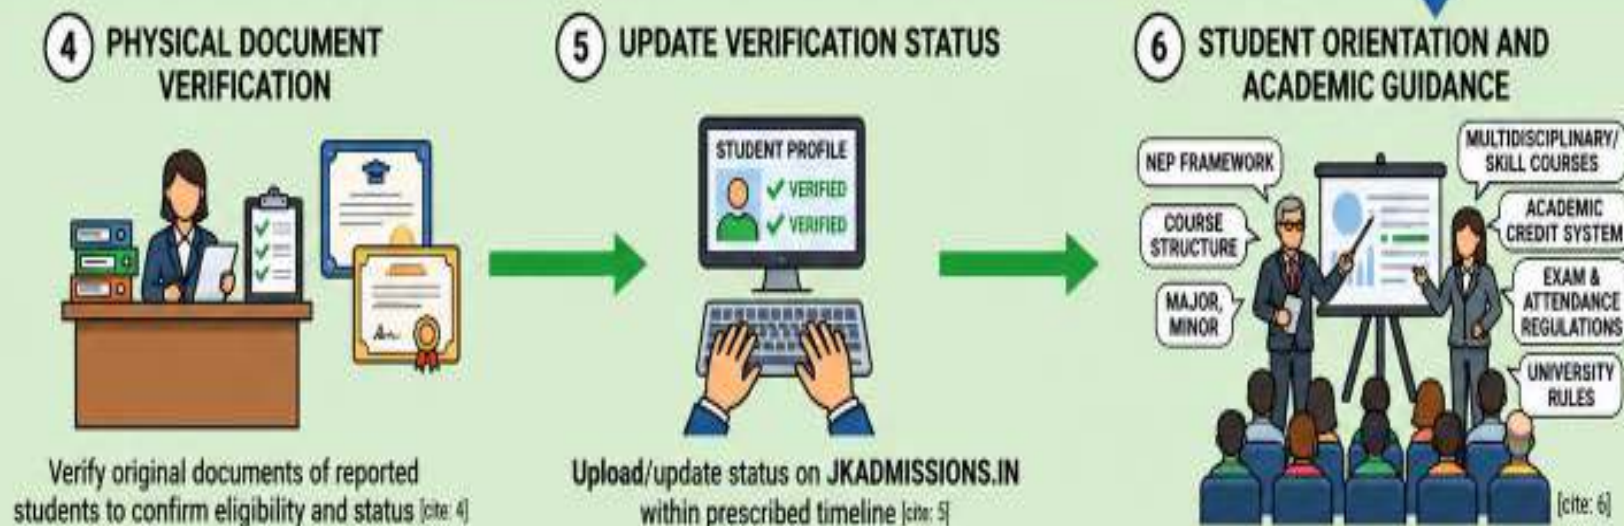 4 PHYSICAL DOCUMENT
VERIFICATION
Verify original documents of reported
students to confirm eligibility and status [cite: 4]
5 UPDATE VERIFICATION STATUS
STUDENT PROFILE
✓ VERIFIED
✓ VERIFIED
Upload/update status on JKADMISSIONS.IN
within prescribed timeline [cite: 5]
6 STUDENT ORIENTATION AND
ACADEMIC GUIDANCE
NEP FRAMEWORK
COURSE
STRUCTURE
MAJOR,
MINOR
MULTIDISCIPLINARY/
SKILL COURSES
ACADEMIC
CREDIT SYSTEM
EXAM &
ATTENDANCE
REGULATIONS
UNIVERSITY
RULES
[cite: 6]